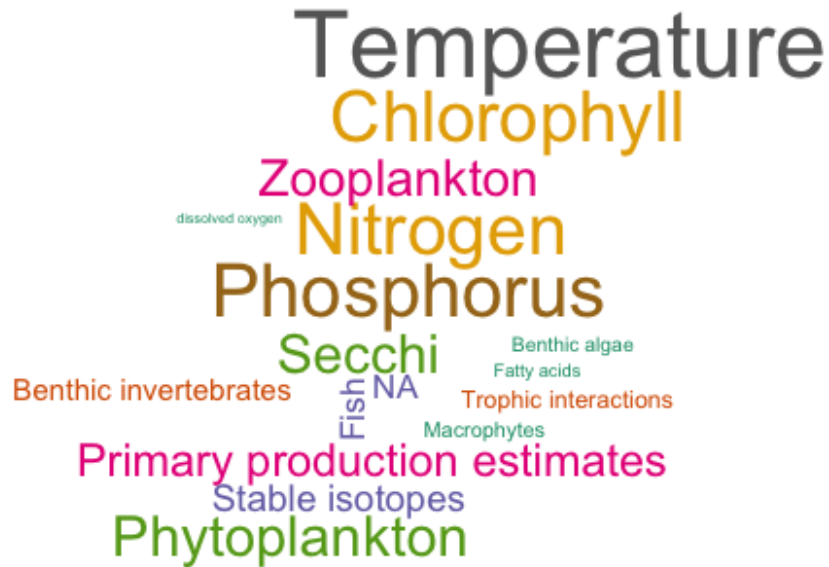 Temperature
Chlorophyll
Zooplankton
dissolved oxygen
Nitrogen
Phosphorus
Secchi
Benthic algae
Fatty acids
Benthic invertebrates
Fish
NA
Trophic interactions
Macrophytes
Primary production estimates
Stable isotopes
Phytoplankton